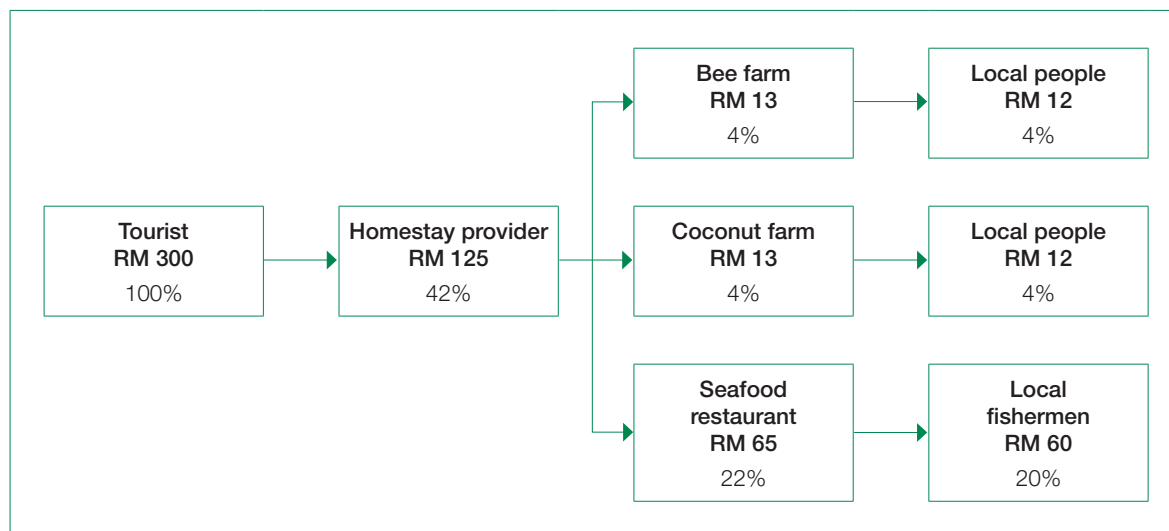 Tourist
RM 300
100%
Homestay provider
RM 125
42%
Bee farm
RM 13
4%
Local people
RM 12
4%
Coconut farm
RM 13
4%
Local people
RM 12
4%
Seafood
restaurant
RM 65
22%
Local
fishermen
RM 60
20%